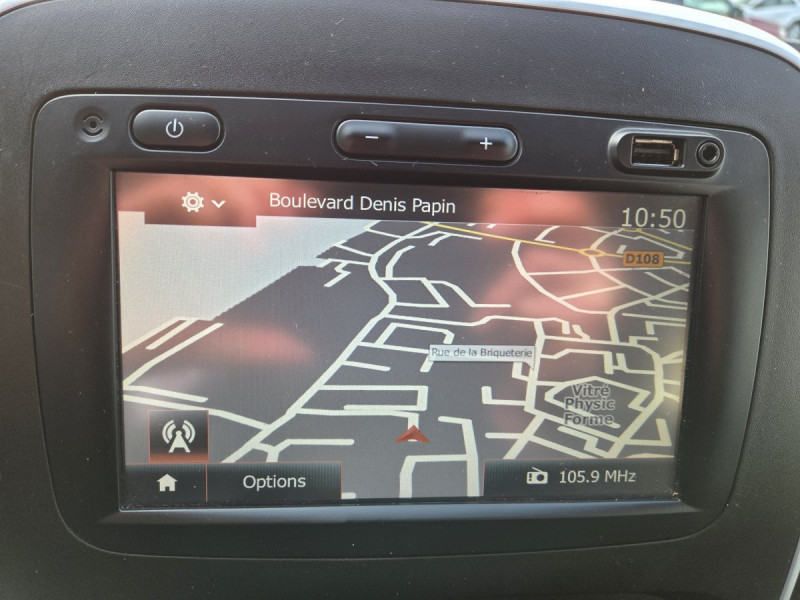 − +
Boulevard Denis Papin
10:50
D108
Rue de la Briqueterie
Vitré
Physic
Forme
Options
105.9 MHz